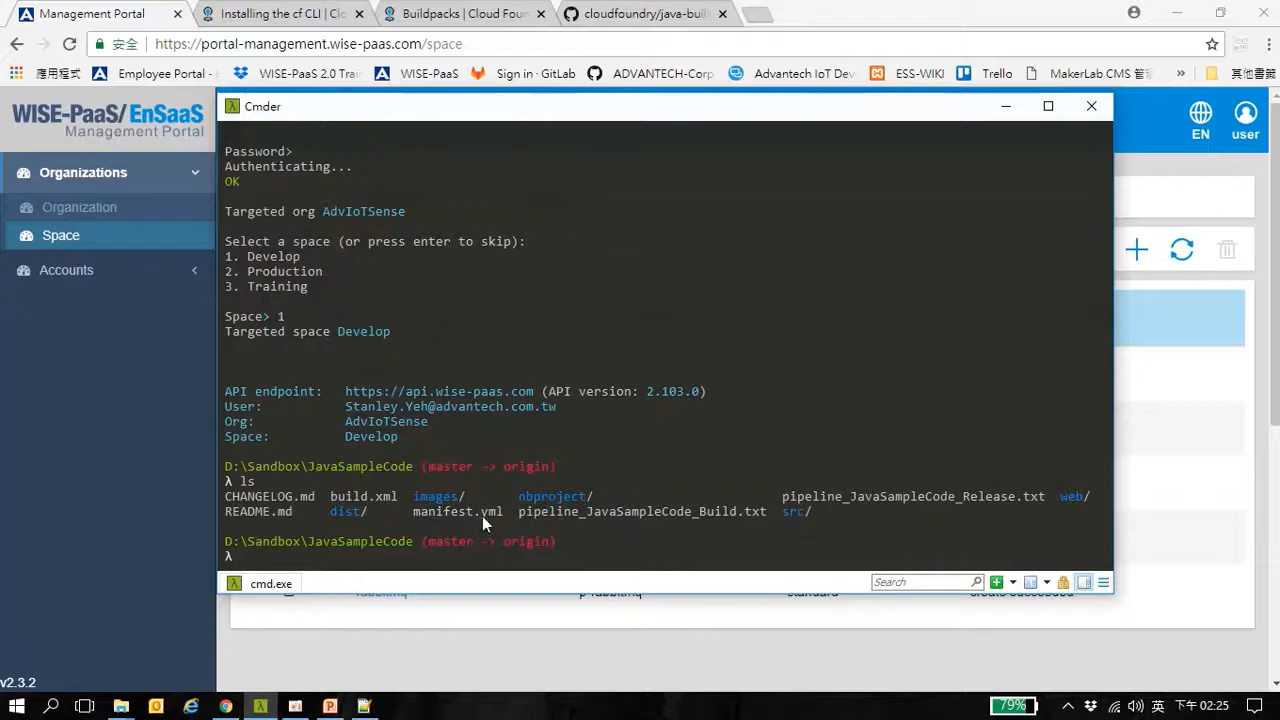 Management Portal
Installing the cf CLI | Clo
Buildpacks | Cloud Foun
cloudfoundry/java-buil
安全
https://portal-management.wise-paas.com/space
應用程式
Employee Portal -
WISE-PaaS 2.0 Trai
WISE-PaaS
Sign in · GitLab
ADVANTECH-Corp
Advantech IoT Dev
ESS-WIKI
Trello
MakerLab CMS 管
»
其他書籤
WISE-PaaS/ EnSaaS
Management Portal
EN
user
Organizations
Organization
Space
Accounts
v2.3.2
Cmder
Password>
Authenticating...
OK
Targeted org AdvIoTSense
Select a space (or press enter to skip):
1. Develop
2. Production
3. Training
Space> 1
Targeted space Develop
API endpoint: https://api.wise-paas.com (API version: 2.103.0)
User: Stanley.Yeh@advantech.com.tw
Org: AdvIoTSense
Space: Develop
D:\Sandbox\JavaSampleCode (master -> origin)
λ ls
CHANGELOG.md build.xml images/ nbproject/ pipeline_JavaSampleCode_Release.txt web/
README.md dist/ manifest.yml pipeline_JavaSampleCode_Build.txt src/
D:\Sandbox\JavaSampleCode (master -> origin)
λ
cmd.exe
Search
79%
英
下午 02:25